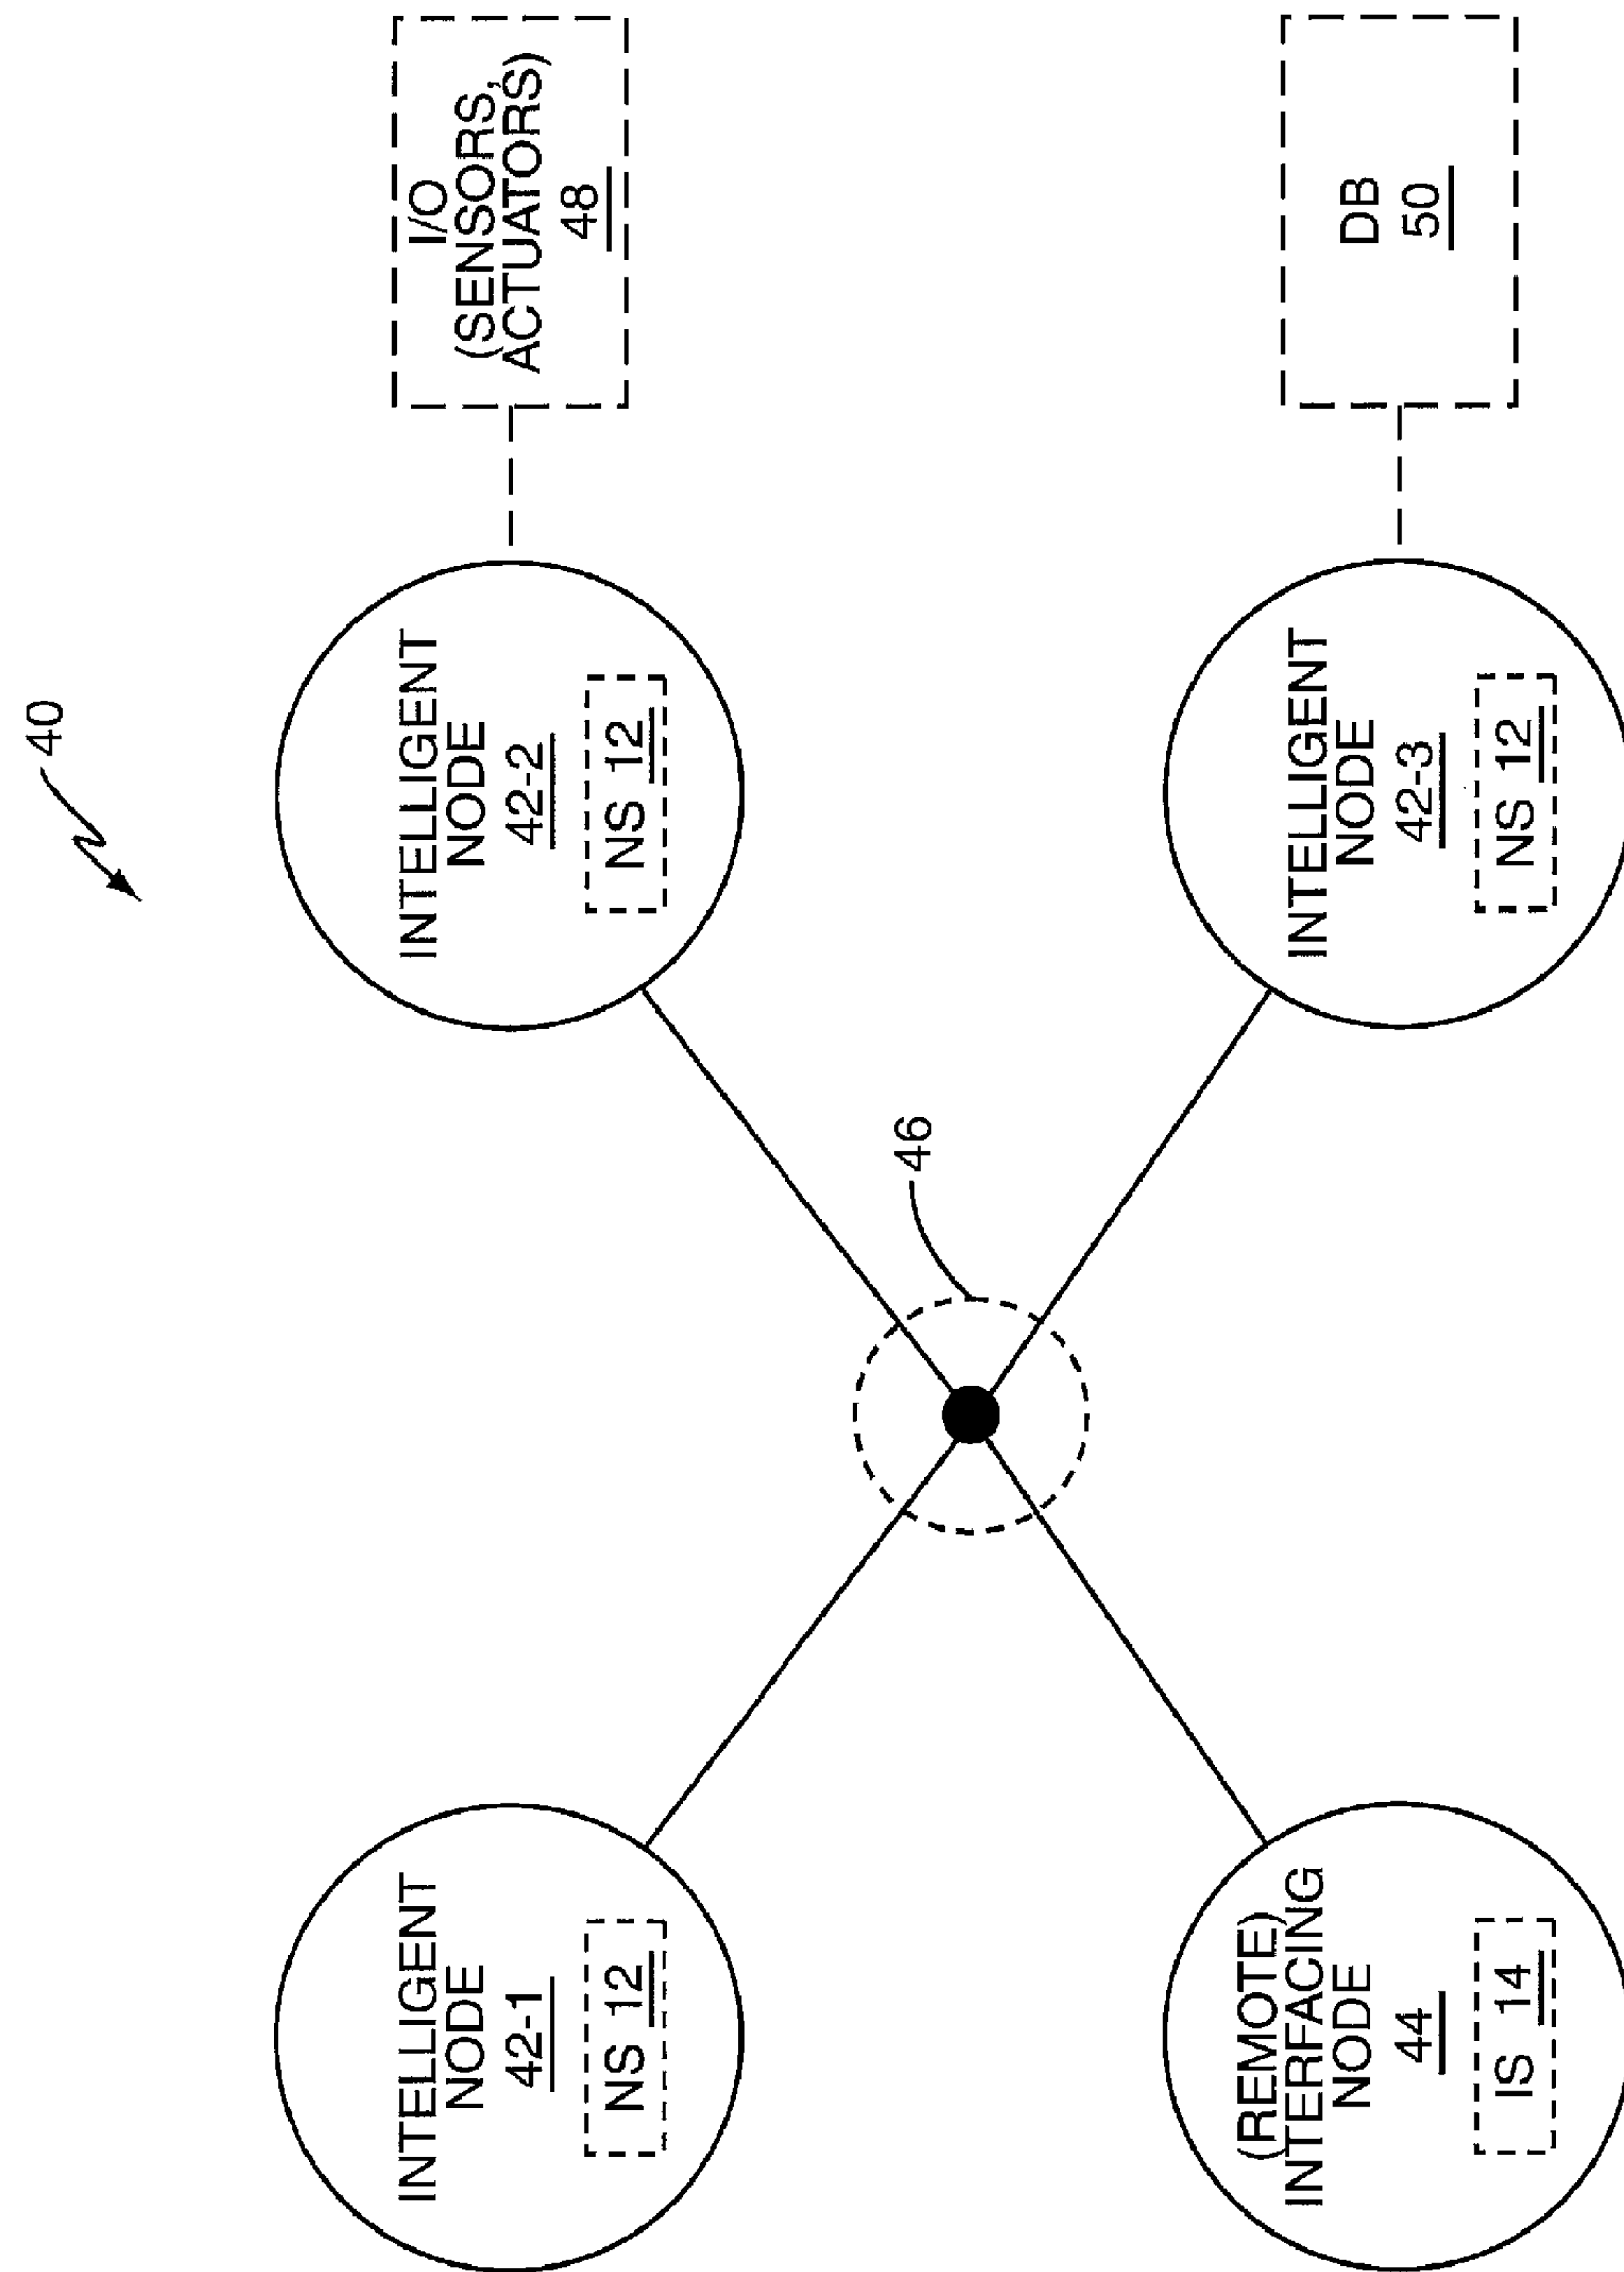 40
INTELLIGENT
NODE
42-1
NS 12
INTELLIGENT
NODE
42-2
NS 12
I/O
(SENSORS,
ACTUATORS)
48
46
(REMOTE)
INTERFACING
NODE
44
IS 14
INTELLIGENT
NODE
42-3
NS 12
DB
50